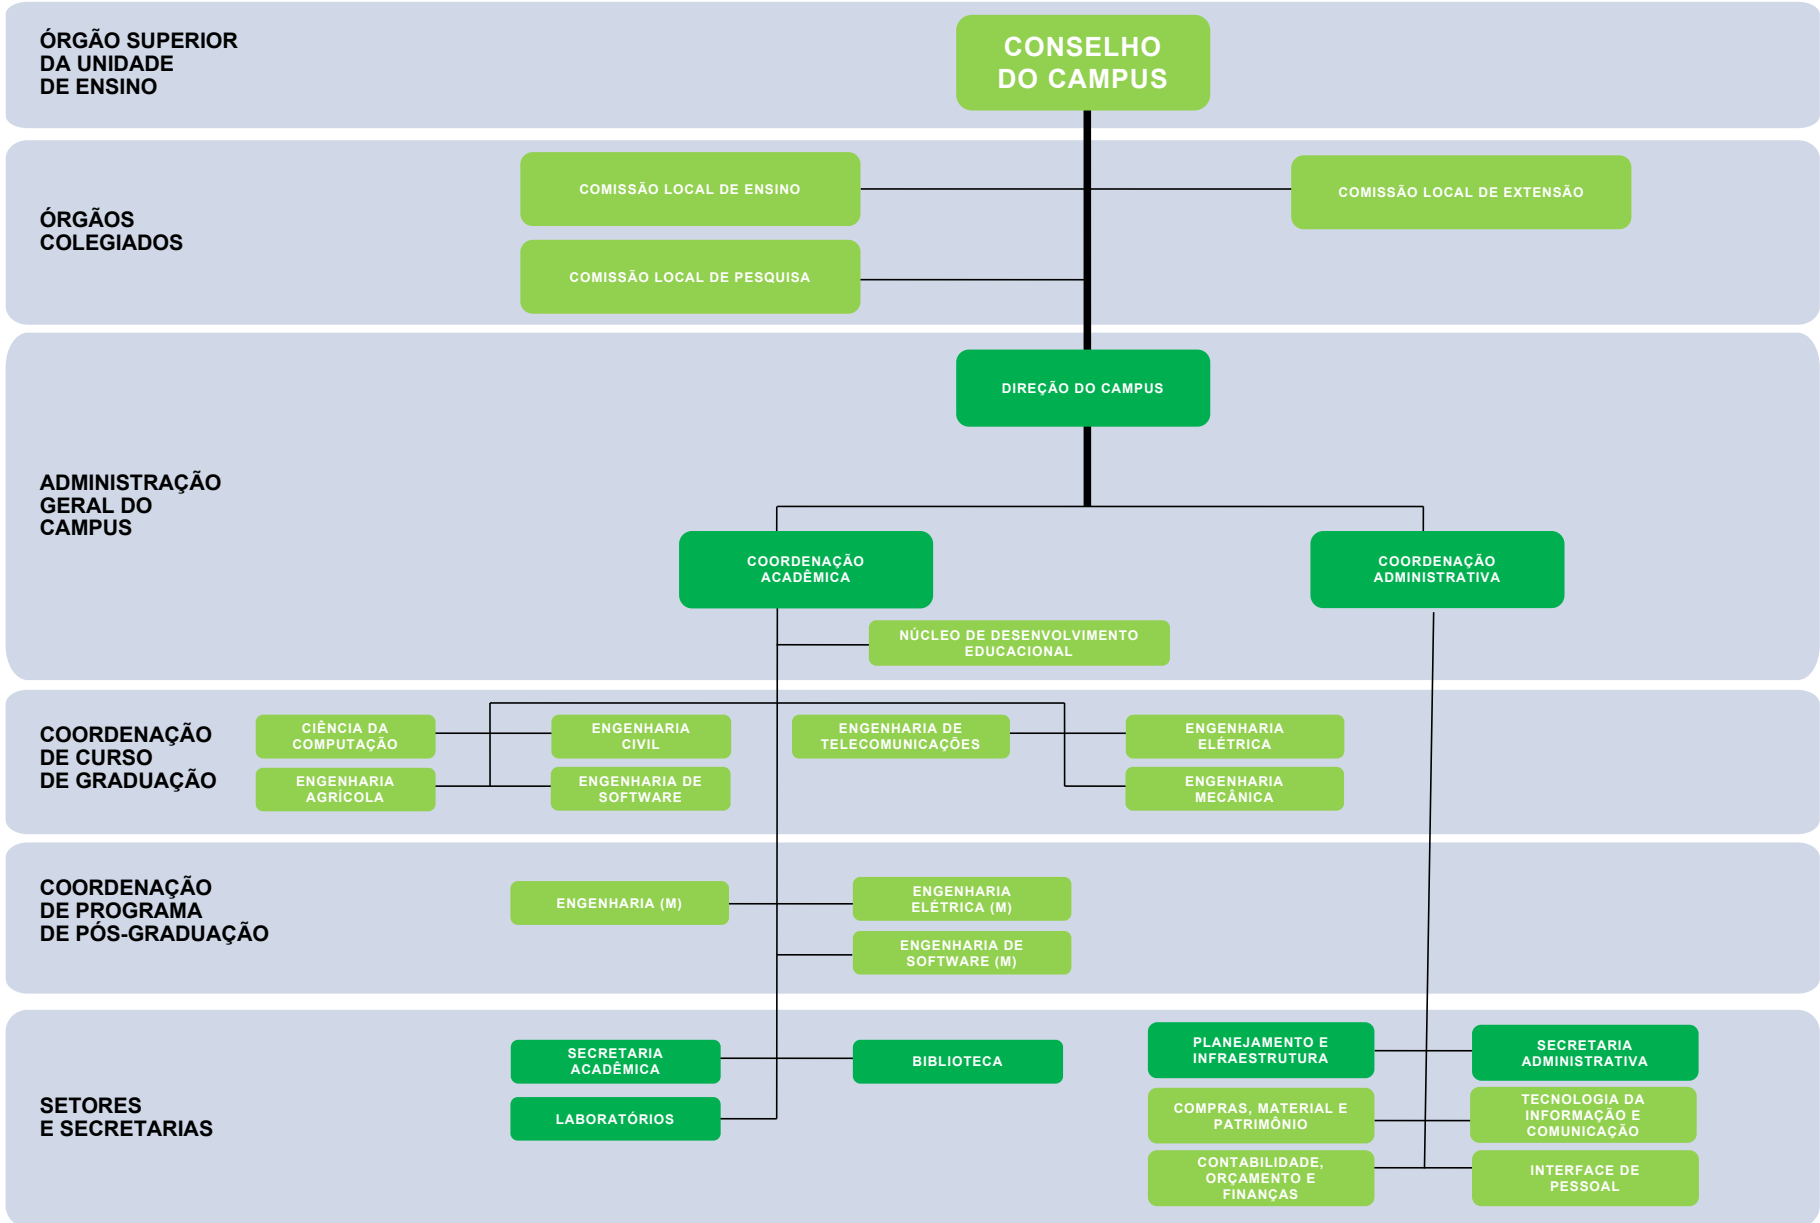 ÓRGÃO SUPERIOR
DA UNIDADE
DE ENSINO
CONSELHO
DO CAMPUS
ÓRGÃOS
COLEGIADOS
COMISSÃO LOCAL DE ENSINO
COMISSÃO LOCAL DE EXTENSÃO
COMISSÃO LOCAL DE PESQUISA
ADMINISTRAÇÃO
GERAL DO
CAMPUS
DIREÇÃO DO CAMPUS
COORDENAÇÃO
ACADÊMICA
COORDENAÇÃO
ADMINISTRATIVA
NÚCLEO DE DESENVOLVIMENTO
EDUCACIONAL
COORDENAÇÃO
DE CURSO
DE GRADUAÇÃO
CIÊNCIA DA
COMPUTAÇÃO
ENGENHARIA
CIVIL
ENGENHARIA DE
TELECOMUNICAÇÕES
ENGENHARIA
ELÉTRICA
ENGENHARIA
AGRÍCOLA
ENGENHARIA DE
SOFTWARE
ENGENHARIA
MECÂNICA
COORDENAÇÃO
DE PROGRAMA
DE PÓS-GRADUAÇÃO
ENGENHARIA (M)
ENGENHARIA
ELÉTRICA (M)
ENGENHARIA DE
SOFTWARE (M)
SETORES
E SECRETARIAS
SECRETARIA
ACADÊMICA
BIBLIOTECA
LABORATÓRIOS
PLANEJAMENTO E
INFRAESTRUTURA
SECRETARIA
ADMINISTRATIVA
COMPRAS, MATERIAL E
PATRIMÔNIO
TECNOLOGIA DA
INFORMAÇÃO E
COMUNICAÇÃO
CONTABILIDADE,
ORÇAMENTO E
FINANÇAS
INTERFACE DE
PESSOAL